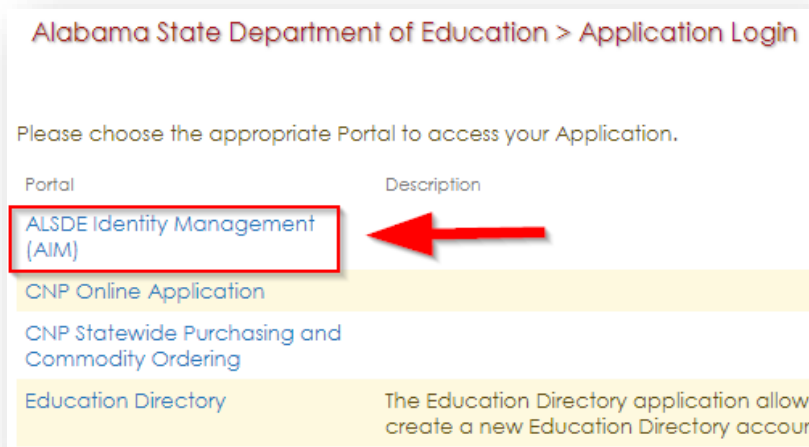 Alabama State Department of Education > Application Login
Please choose the appropriate Portal to access your Application.
Portal Description
ALSDE Identity Management
(AIM)
CNP Online Application
CNP Statewide Purchasing and
Commodity Ordering
Education Directory The Education Directory application allow
create a new Education Directory accour